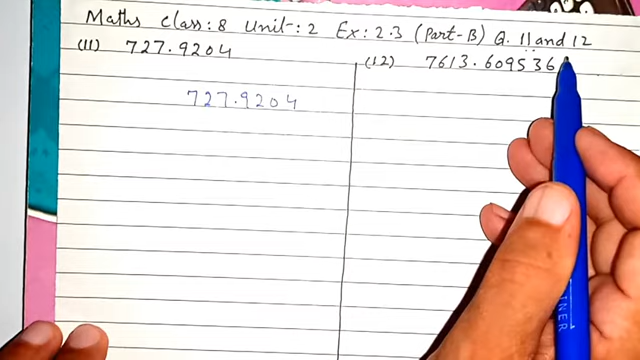 Maths Class: 8 Unit: 2 Ex: 2.3 (Part-B) Q. 11 and 12
(11) 727.9204
(12) 7613.609536
727.9204
LINER